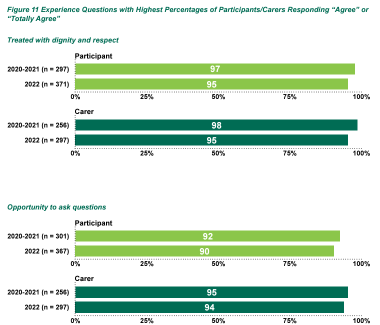 Figure 11 Experience Questions with Highest Percentages of Participants/Carers Responding “Agree” or
“Totally Agree”
Treated with dignity and respect
Participant
2020-2021 (n = 297) 97
2022 (n = 371) 95
0% 25% 50% 75% 100%
Carer
2020-2021 (n = 256) 98
2022 (n = 297) 95
0% 25% 50% 75% 100%
Opportunity to ask questions
Participant
2020-2021 (n = 301) 92
2022 (n = 367) 90
0% 25% 50% 75% 100%
Carer
2020-2021 (n = 256) 95
2022 (n = 297) 94
0% 25% 50% 75% 100%